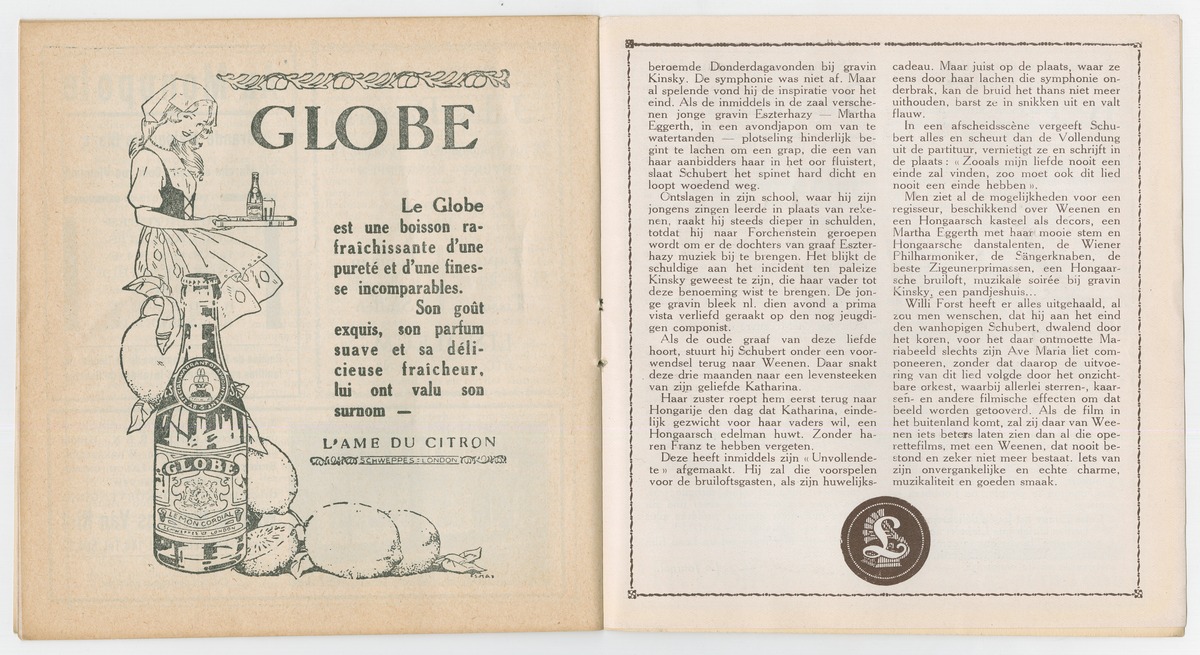 GLOBE
Le Globe
est une boisson ra-
fraîchissante d'une
pureté et d'une fines-
se incomparables.
Son goût
exquis, son parfum
suave et sa déli-
cieuse fraîcheur,
lui ont valu son
surnom —
L'AME DU CITRON
SCHWEPPES : LONDON
GLOBE
LEMON CORDIAL
beroemde Donderdagavonden bij gravin
Kinsky. De symphonie was niet af. Maar
al spelende vond hij de inspiratie voor het
eind. Als de inmiddels in de zaal versche-
nen jonge gravin Eszterhazy — Martha
Eggerth, in een avondjapon om van te
watertanden — plotseling hinderlijk be-
gint te lachen om een grap, die een van
haar aanbidders haar in het oor fluistert,
slaat Schubert het spinet hard dicht en
loopt woedend weg.
Ontslagen in zijn school, waar hij zijn
jongens zingen leerde in plaats van reke-
nen, raakt hij steeds dieper in schulden,
totdat hij naar Forchenstein geroepen
wordt om er de dochters van graaf Eszter-
hazy muziek bij te brengen. Het blijkt de
schuldige aan het incident ten paleize
Kinsky geweest te zijn, die haar vader tot
deze benoeming wist te brengen. De jon-
ge gravin bleek nl. dien avond a prima
vista verliefd geraakt op den nog jeugdi-
gen componist.
Als de oude graaf van deze liefde
hoort, stuurt hij Schubert onder een voor-
wendsel terug naar Weenen. Daar snakt
deze drie maanden naar een levensteeken
van zijn geliefde Katharina.
Haar zuster roept hem eerst terug naar
Hongarije den dag dat Katharina, einde-
lijk gezwicht voor haar vaders wil, een
Hongaarsch edelman huwt. Zonder ha-
ren Franz te hebben vergeten.
Deze heeft inmiddels zijn « Unvollende-
te » afgemaakt. Hij zal die voorspelen
voor de bruiloftsgasten, als zijn huwelijks-
cadeau. Maar juist op de plaats, waar ze
eens door haar lachen die symphonie on-
derbrak, kan de bruid het thans niet meer
uithouden, barst ze in snikken uit en valt
flauw.
In een afscheidsscène vergeeft Schu-
bert alles en scheurt dan de Vollendung
uit de partituur, vernietigt ze en schrijft in
de plaats : « Zooals mijn liefde nooit een
einde zal vinden, zoo moet ook dit lied
nooit een einde hebben ».
Men ziet al de mogelijkheden voor een
regisseur, beschikkend over Weenen en
een Hongaarsch kasteel als decors, een
Martha Eggerth met haar mooie stem en
Hongaarsche danstalenten, de Wiener
Philharmoniker, de Sängerknaben, de
beste Zigeunerprimassen, een Hongaar-
sche bruiloft, muzikale soirée bij gravin
Kinsky, een pandjeshuis...
Willi Forst heeft er alles uitgehaald, al
zou men wenschen, dat hij aan het eind
den wanhopigen Schubert, dwalend door
het koren, voor het daar ontmoette Ma-
riabeeld slechts zijn Ave Maria liet com-
poneeren, zonder dat daarop de uitvoe-
ring van dit lied volgde door het onzicht-
bare orkest, waarbij allerlei sterren-, kaar-
sen- en andere filmische effecten om dat
beeld worden getooverd. Als de film in
het buitenland komt, zal zij daar van Wee-
nen iets beters laten zien dan al die ope-
rettefilms, met een Weenen, dat nooit be-
stond en zeker niet meer bestaat. Iets van
zijn onvergankelijke en echte charme,
muzikaliteit en goeden smaak.